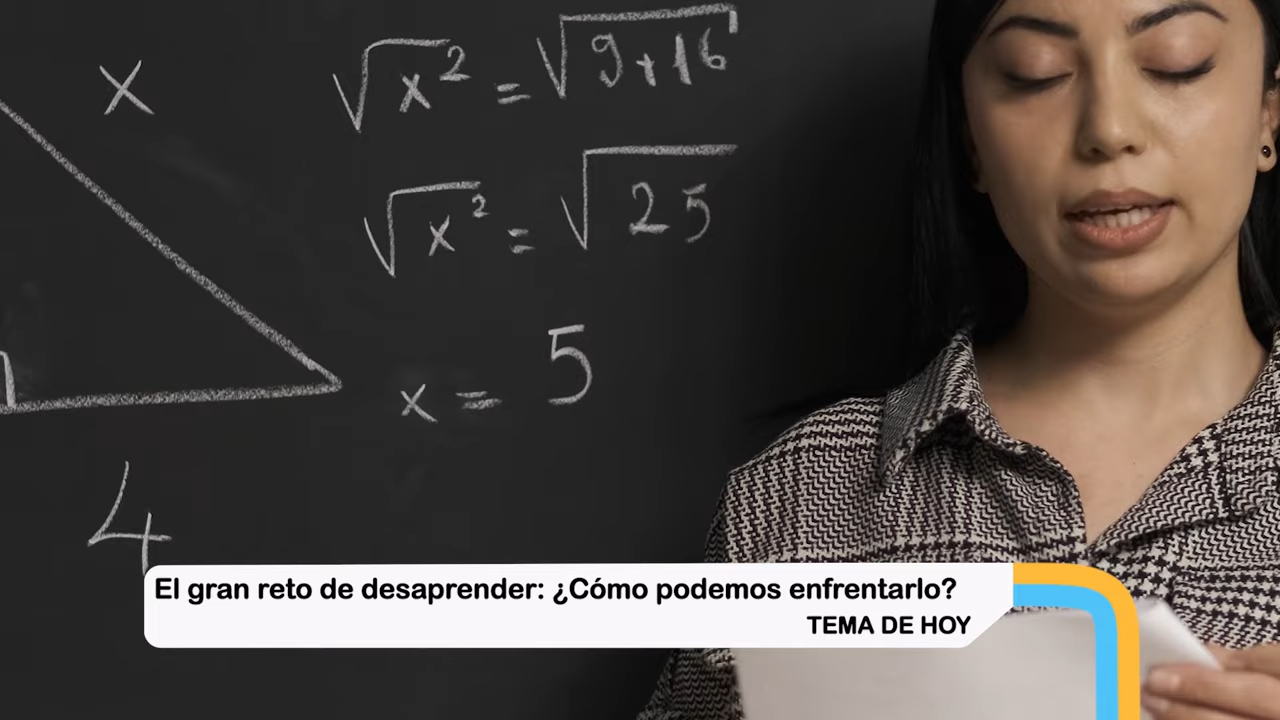 x
√x² = √9+16
√x² = √25
x = 5
4
El gran reto de desaprender: ¿Cómo podemos enfrentarlo?
TEMA DE HOY